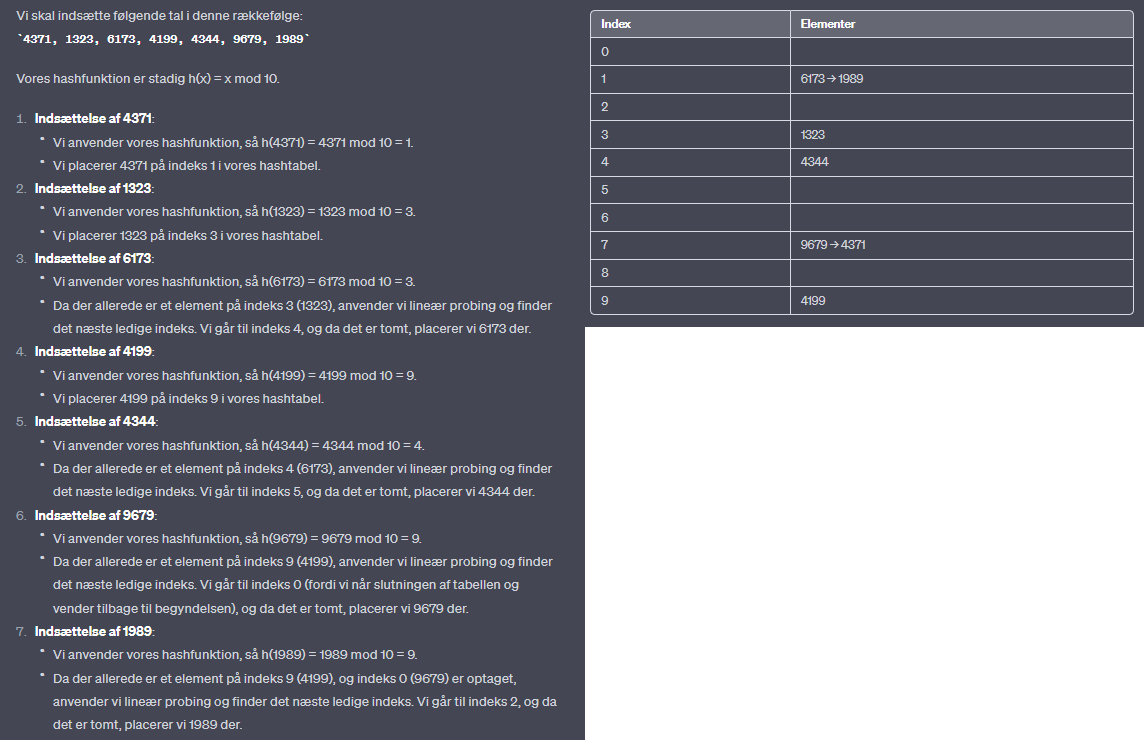 Vi skal indsætte følgende tal i denne rækkefølge:
`4371, 1323, 6173, 4199, 4344, 9679, 1989`
Vores hashfunktion er stadig h(x) = x mod 10.
1. Indsættelse af 4371:
• Vi anvender vores hashfunktion, så h(4371) = 4371 mod 10 = 1.
• Vi placerer 4371 på indeks 1 i vores hashtabel.
2. Indsættelse af 1323:
• Vi anvender vores hashfunktion, så h(1323) = 1323 mod 10 = 3.
• Vi placerer 1323 på indeks 3 i vores hashtabel.
3. Indsættelse af 6173:
• Vi anvender vores hashfunktion, så h(6173) = 6173 mod 10 = 3.
• Da der allerede er et element på indeks 3 (1323), anvender vi lineær probing og finder
det næste ledige indeks. Vi går til indeks 4, og da det er tomt, placerer vi 6173 der.
4. Indsættelse af 4199:
• Vi anvender vores hashfunktion, så h(4199) = 4199 mod 10 = 9.
• Vi placerer 4199 på indeks 9 i vores hashtabel.
5. Indsættelse af 4344:
• Vi anvender vores hashfunktion, så h(4344) = 4344 mod 10 = 4.
• Da der allerede er et element på indeks 4 (6173), anvender vi lineær probing og finder
det næste ledige indeks. Vi går til indeks 5, og da det er tomt, placerer vi 4344 der.
6. Indsættelse af 9679:
• Vi anvender vores hashfunktion, så h(9679) = 9679 mod 10 = 9.
• Da der allerede er et element på indeks 9 (4199), anvender vi lineær probing og finder
det næste ledige indeks. Vi går til indeks 0 (fordi vi når slutningen af tabellen og
vender tilbage til begyndelsen), og da det er tomt, placerer vi 9679 der.
7. Indsættelse af 1989:
• Vi anvender vores hashfunktion, så h(1989) = 1989 mod 10 = 9.
• Da der allerede er et element på indeks 9 (4199), og indeks 0 (9679) er optaget,
anvender vi lineær probing og finder det næste ledige indeks. Vi går til indeks 2, og da
det er tomt, placerer vi 1989 der.
Index Elementer
0
1 6173 → 1989
2
3 1323
4 4344
5
6
7 9679 → 4371
8
9 4199